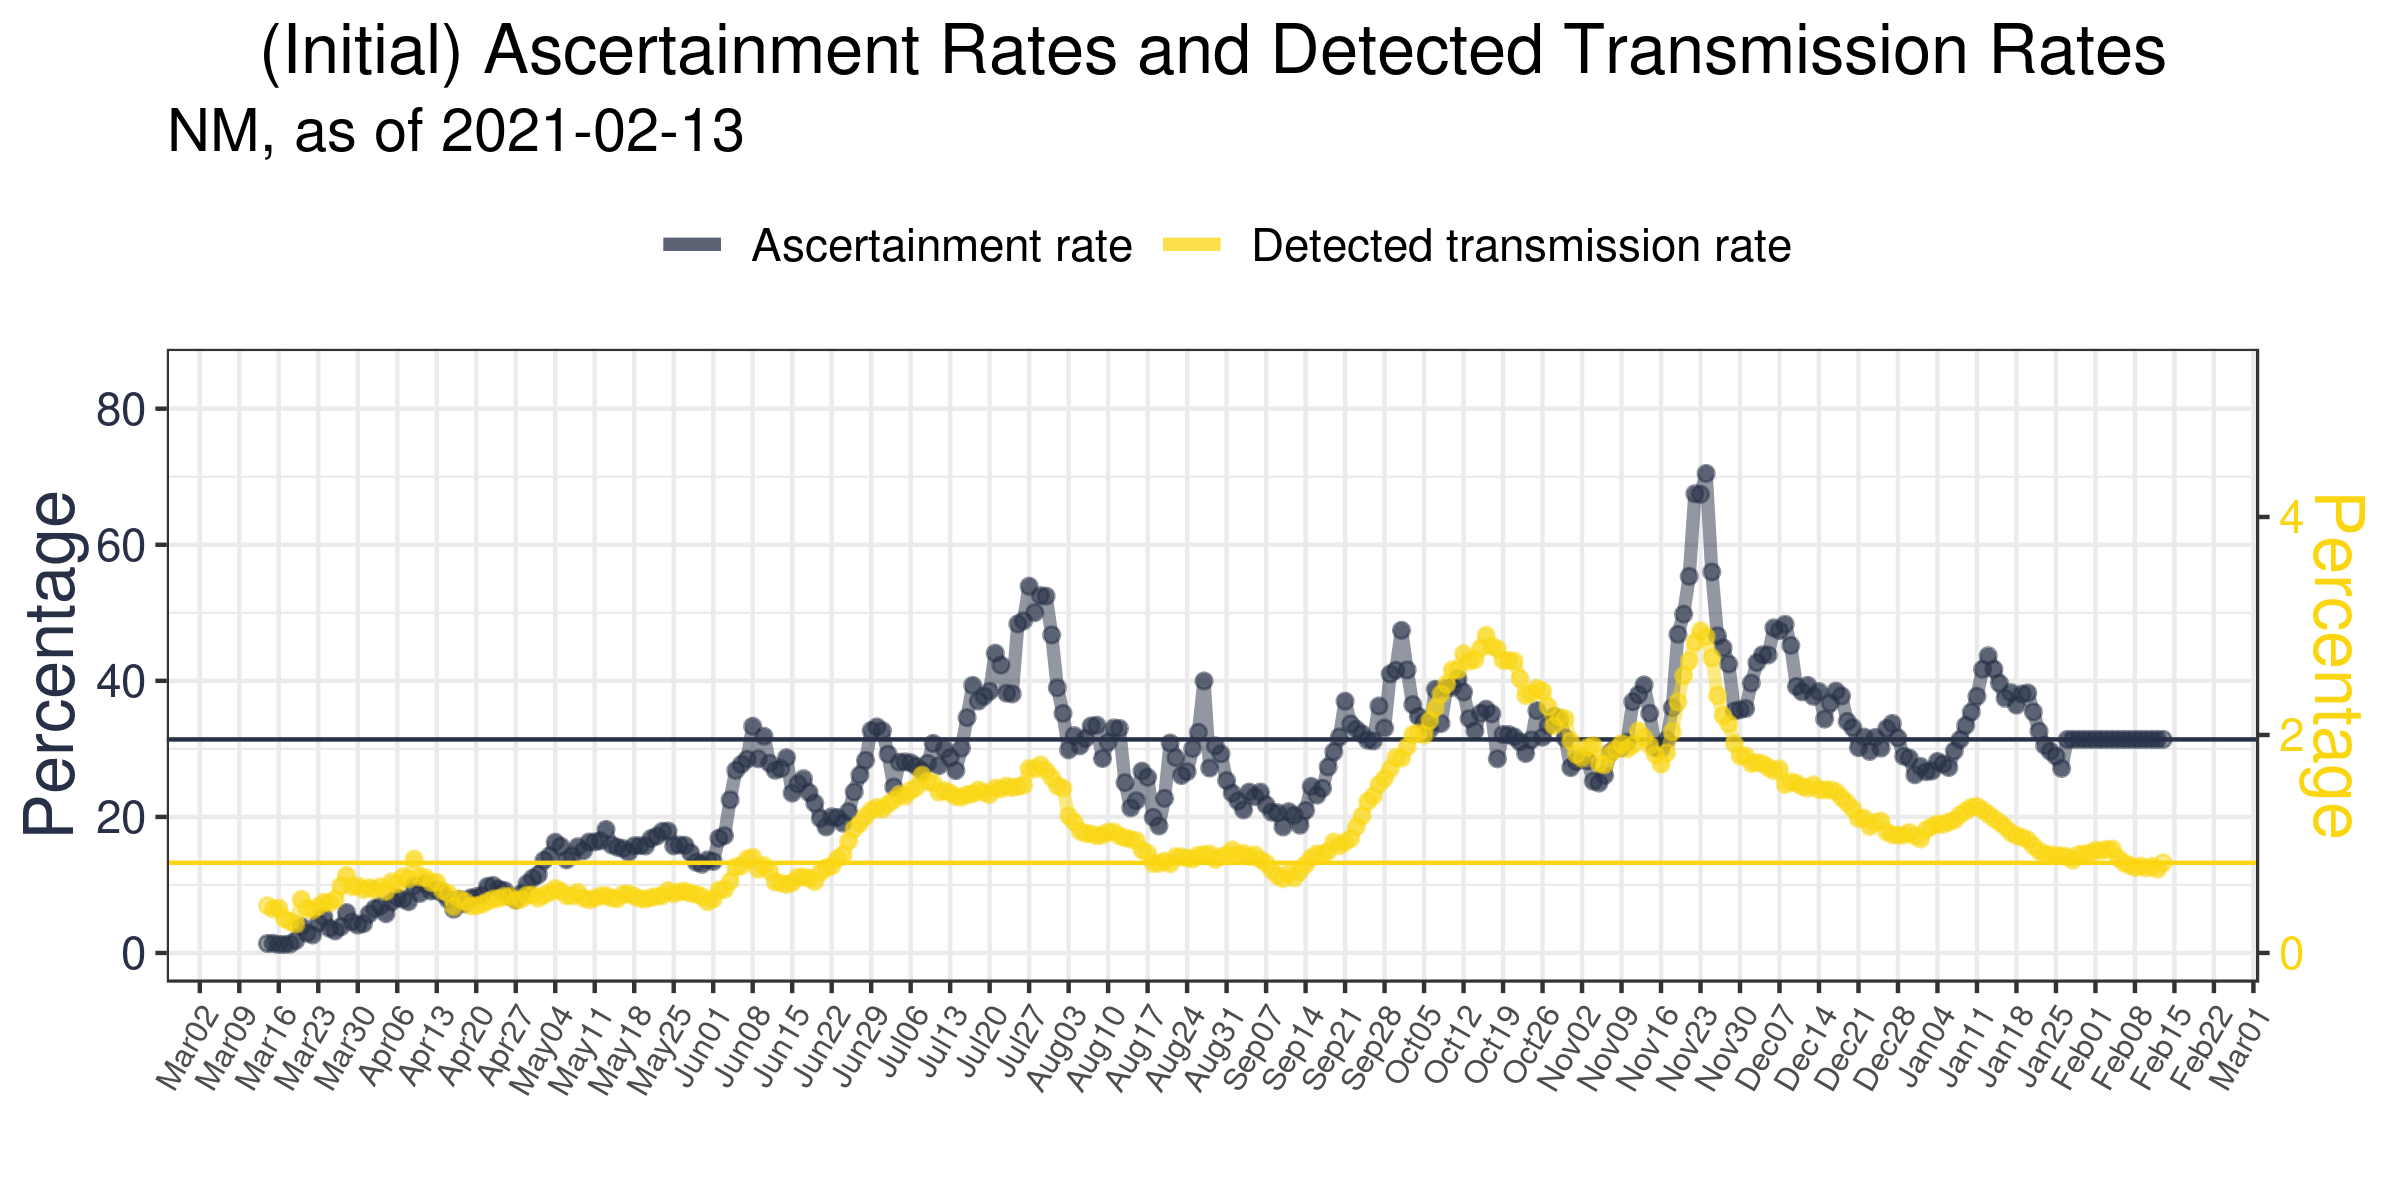 (Initial) Ascertainment Rates and Detected Transmission Rates
NM, as of 2021-02-13
Ascertainment rate
Detected transmission rate
Percentage
80
60
40
20
0
4
2
0
Percentage
Mar02
Mar09
Mar16
Mar23
Mar30
Apr06
Apr13
Apr20
Apr27
May04
May11
May18
May25
Jun01
Jun08
Jun15
Jun22
Jun29
Jul06
Jul13
Jul20
Jul27
Aug03
Aug10
Aug17
Aug24
Aug31
Sep07
Sep14
Sep21
Sep28
Oct05
Oct12
Oct19
Oct26
Nov02
Nov09
Nov16
Nov23
Nov30
Dec07
Dec14
Dec21
Dec28
Jan04
Jan11
Jan18
Jan25
Feb01
Feb08
Feb15
Feb22
Mar01